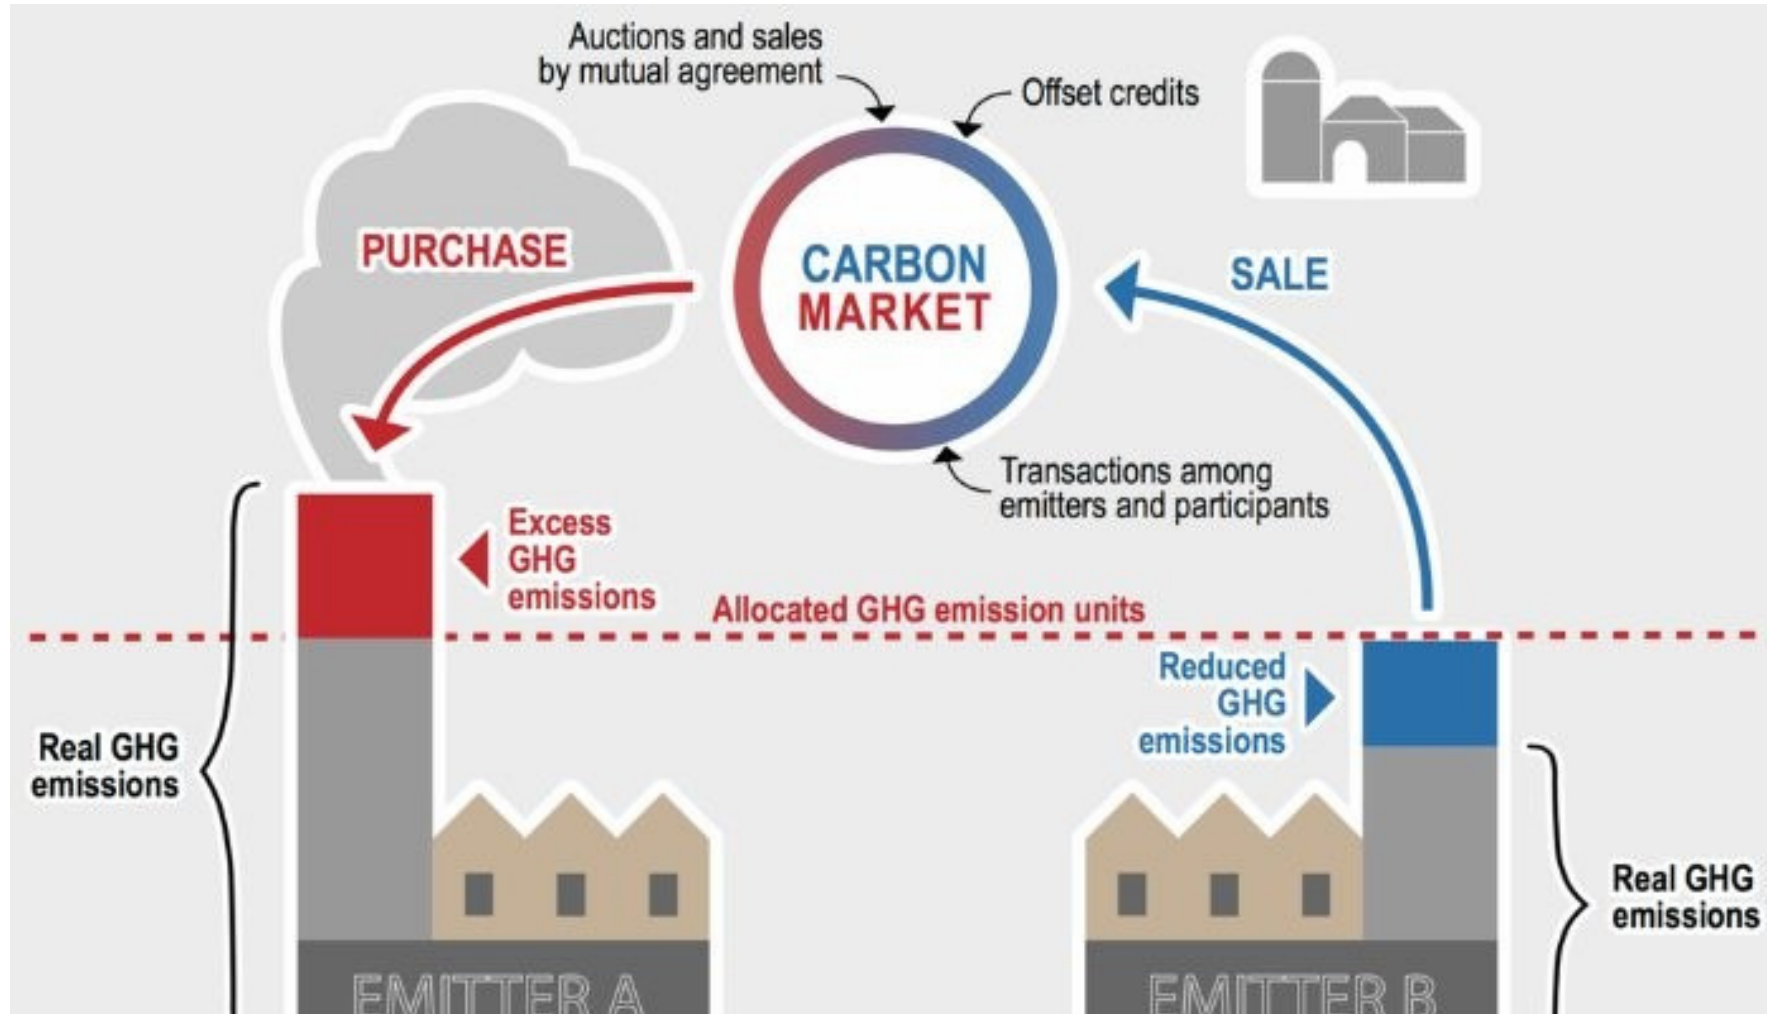 Auctions and sales
by mutual agreement
Offset credits
PURCHASE
CARBON
MARKET
SALE
Transactions among
emitters and participants
Excess
GHG
emissions
Allocated GHG emission units
Reduced
GHG
emissions
Real GHG
emissions
Real GHG
emissions
EMITTER A
EMITTER B